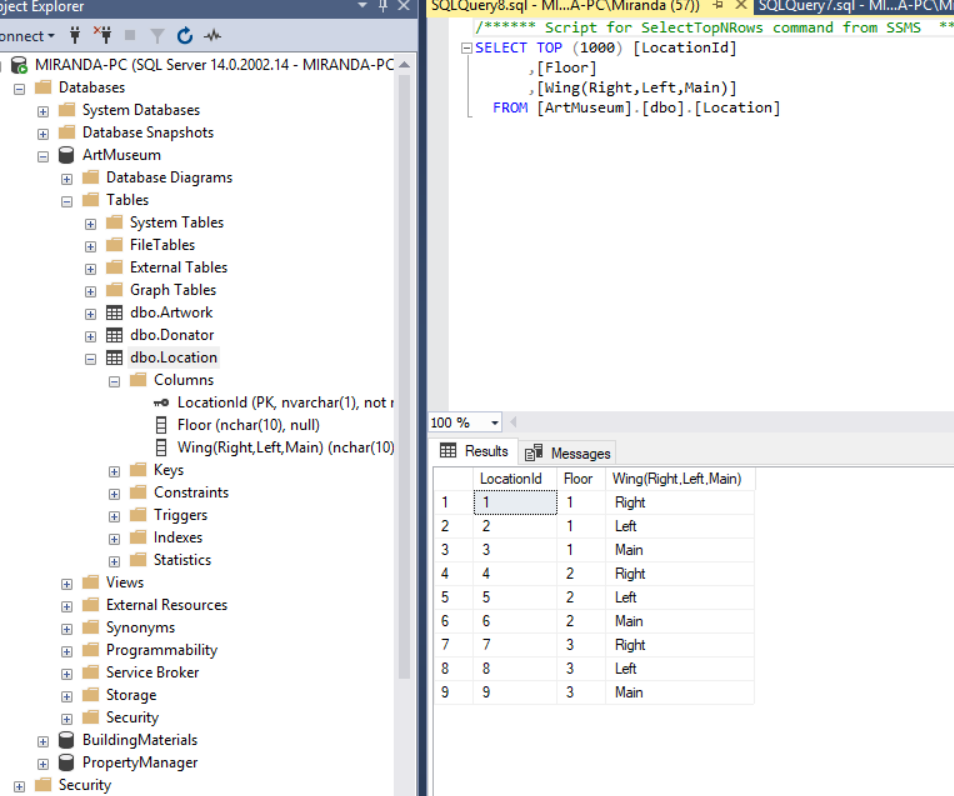 ject Explorer
onnect
MIRANDA-PC (SQL Server 14.0.2002.14 - MIRANDA-PC
Databases
System Databases
Database Snapshots
ArtMuseum
Database Diagrams
Tables
System Tables
FileTables
External Tables
Graph Tables
dbo.Artwork
dbo.Donator
dbo.Location
Columns
LocationId (PK, nvarchar(1), not
Floor (nchar(10), null)
Wing(Right,Left,Main) (nchar(10)
Keys
Constraints
Triggers
Indexes
Statistics
Views
External Resources
Synonyms
Programmability
Service Broker
Storage
Security
BuildingMaterials
PropertyManager
Security
SQLQuery8.sql - MI...A-PC\Miranda (57)) SQLQuery7.sql - MI...A-PC\Mi
/****** Script for SelectTopNRows command from SSMS **
SELECT TOP (1000) [LocationId]
,[Floor]
,[Wing(Right,Left,Main)]
FROM [ArtMuseum].[dbo].[Location]
100 %
Results Messages
LocationId Floor Wing(Right,Left,Main)
1 1 1 Right
2 2 1 Left
3 3 1 Main
4 4 2 Right
5 5 2 Left
6 6 2 Main
7 7 3 Right
8 8 3 Left
9 9 3 Main